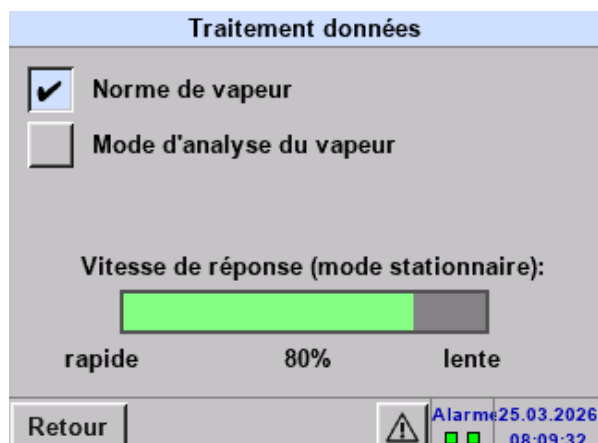 Traitement données
Norme de vapeur
Mode d'analyse du vapeur
Vitesse de réponse (mode stationnaire):
rapide 80% lente
Retour Alarme 25.03.2026
08:09:32